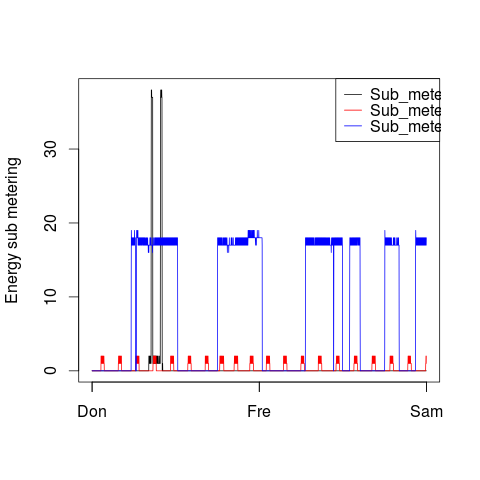 Sub_mete
Sub_mete
Sub_mete
Energy sub metering
30
20
10
0
Don Fre Sam